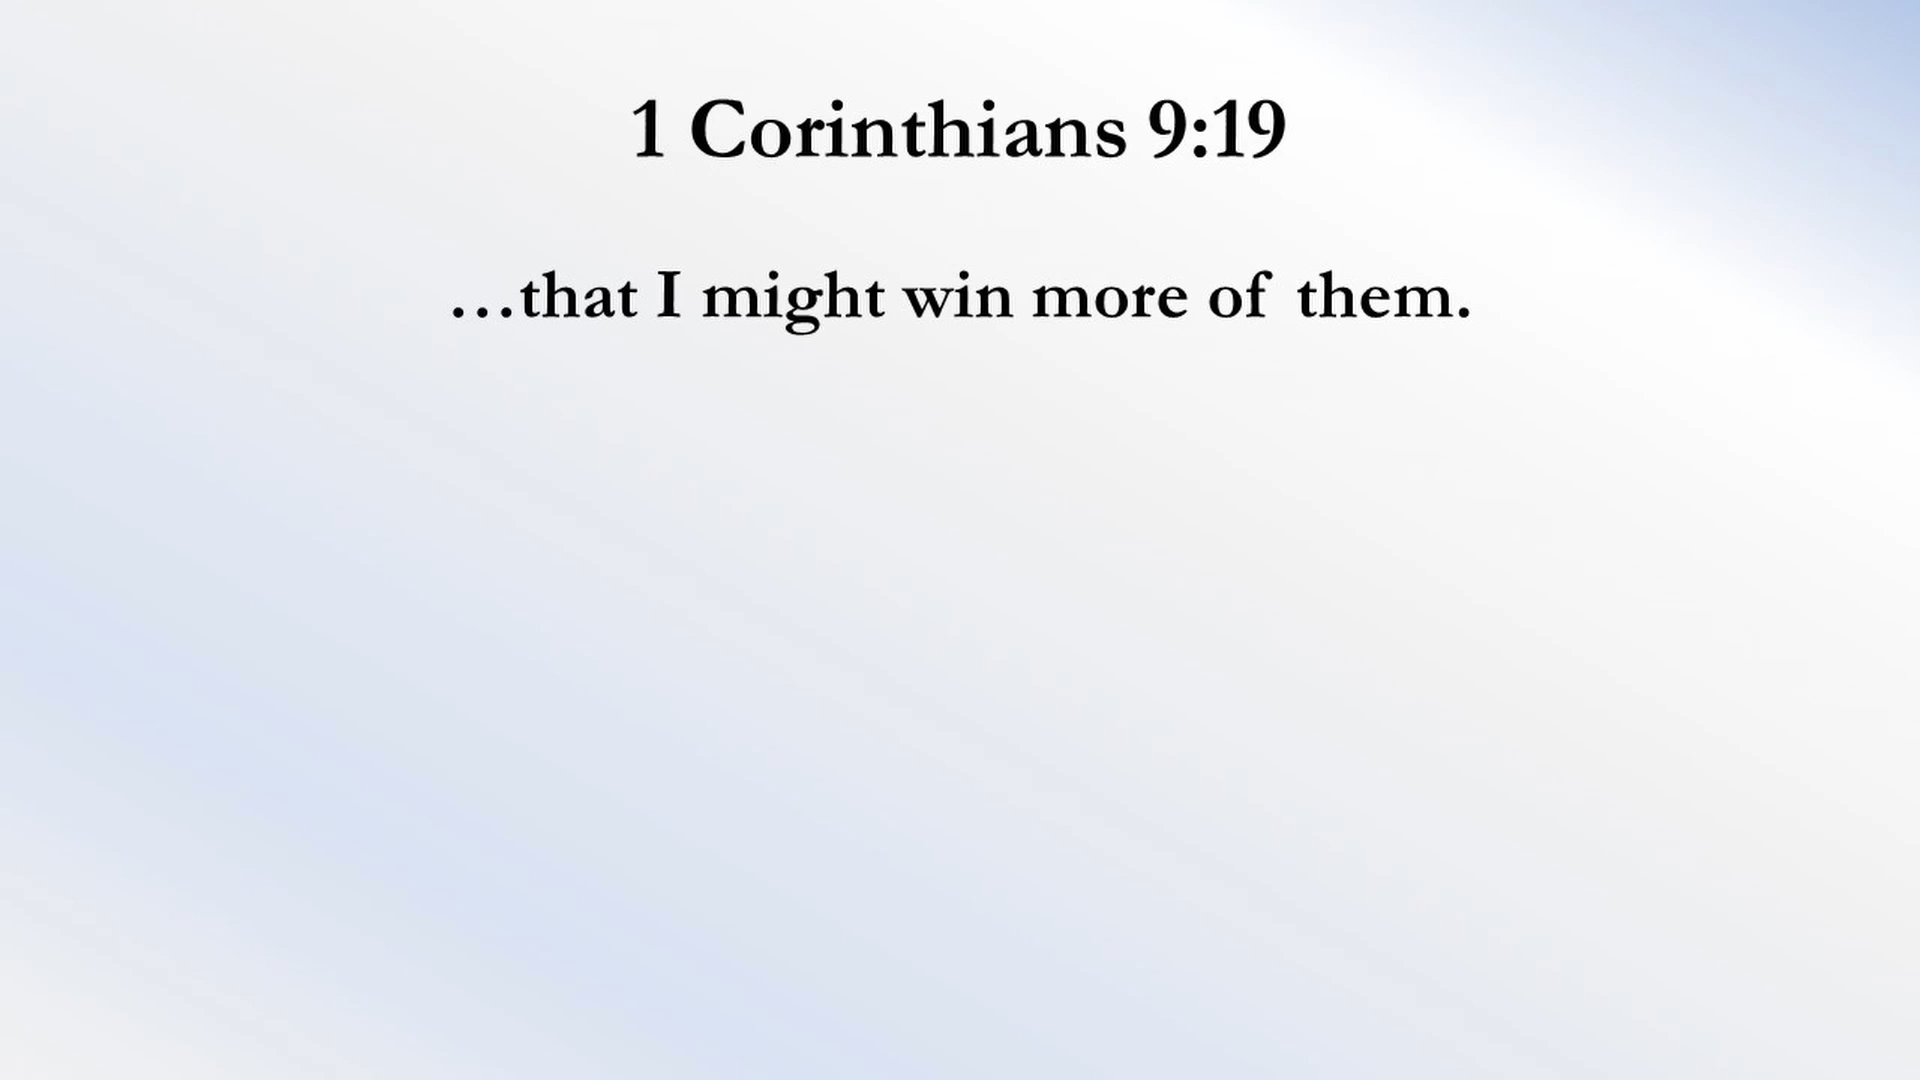 1 Corinthians 9:19
…that I might win more of them.